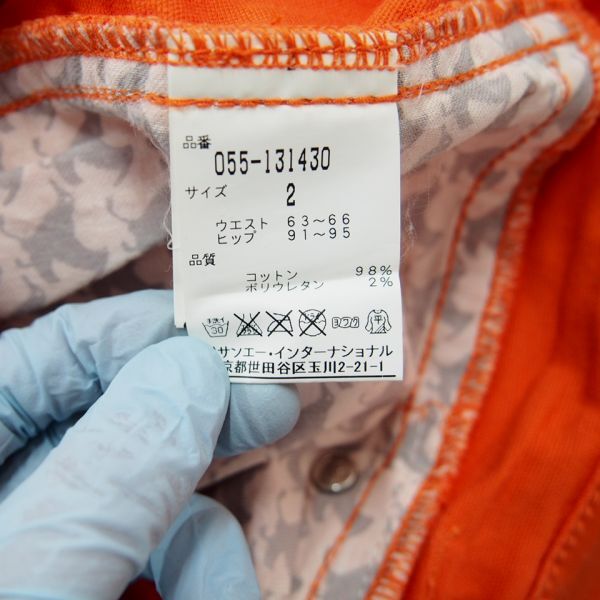 品番
055-131430
サイズ 2
ウエスト 63～66
ヒップ 91～95
品質
コットン 98%
ポリウレタン 2%
30 平
サンエー・インターナショナル
京都世田谷区玉川2-21-1